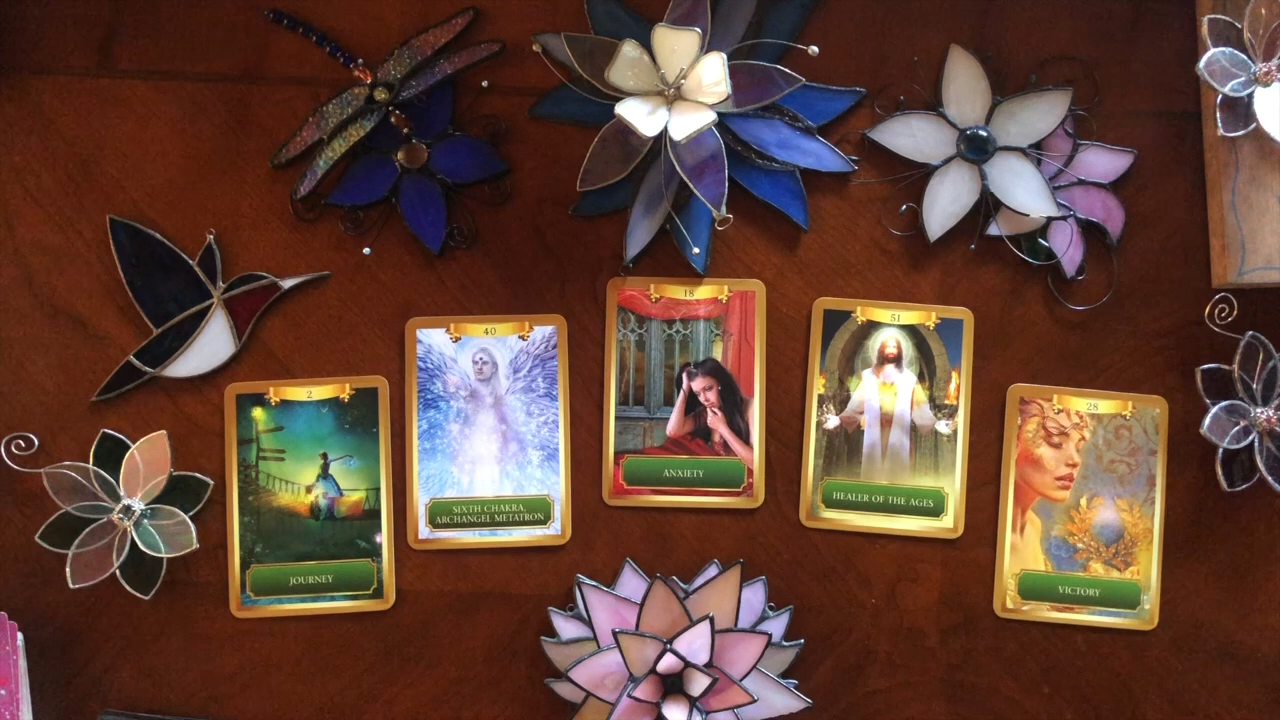 2
JOURNEY
40
SIXTH CHAKRA,
ARCHANGEL METATRON
18
ANXIETY
51
HEALER OF THE AGES
28
VICTORY